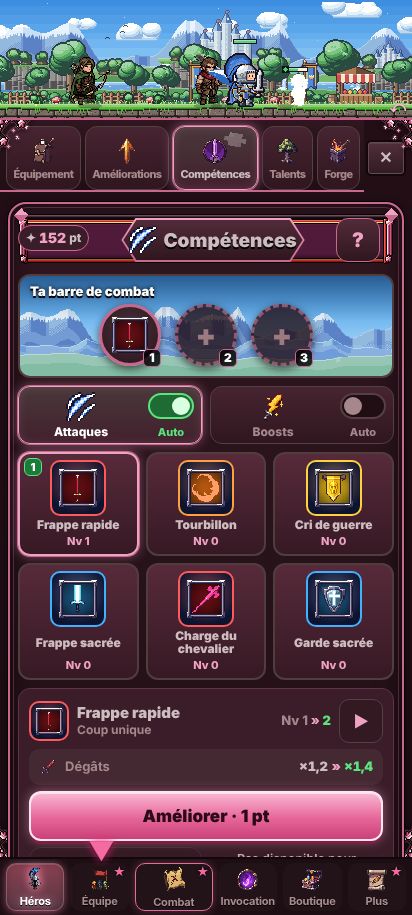 Équipement
Améliorations
Compétences
Talents
Forge
×
152 pt
Compétences
?
Ta barre de combat
1
2
3
Attaques
Auto
Boosts
Auto
1
Frappe rapide
Nv 1
Tourbillon
Nv 0
Cri de guerre
Nv 0
Frappe sacrée
Nv 0
Charge du
chevalier
Nv 0
Garde sacrée
Nv 0
Frappe rapide
Coup unique
Nv 1 » 2
Dégâts
×1,2 » ×1,4
Améliorer · 1 pt
Héros
Équipe
Combat
Invocation
Boutique
Plus